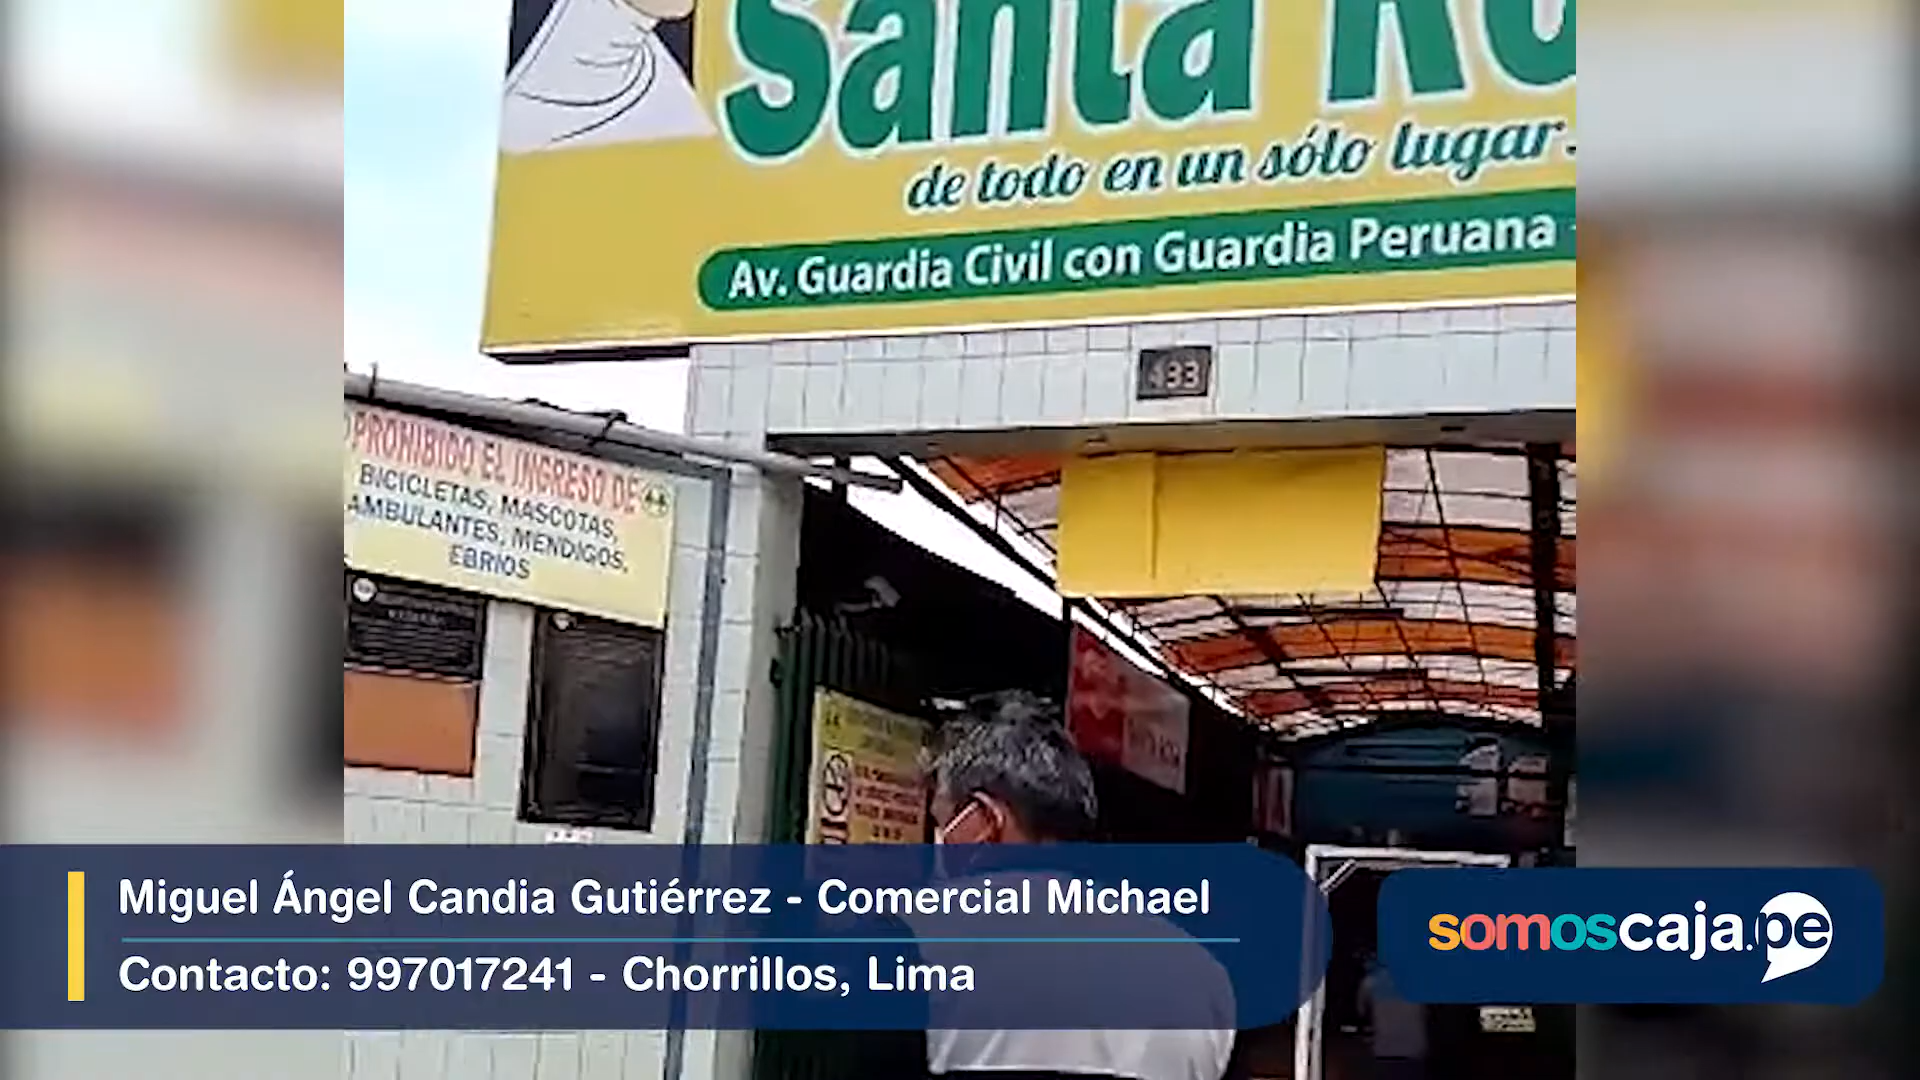 Santa
de todo en un sólo lugar.
Av. Guardia Civil con Guardia Peruana
433
PROHIBIDO EL INGRESO DE
BICICLETAS, MASCOTAS,
AMBULANTES, MENDIGOS,
EBRIOS
Miguel Ángel Candia Gutiérrez - Comercial Michael
Contacto: 997017241 - Chorrillos, Lima
somoscaja.pe